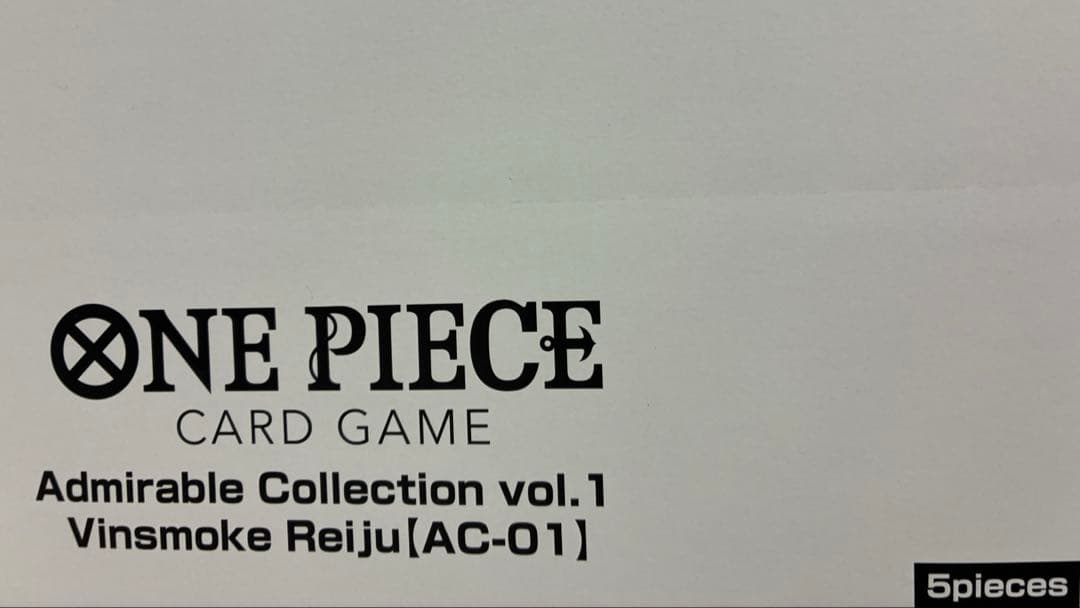 ONE PIECE
CARD GAME
Admirable Collection vol.1
Vinsmoke Reiju【AC-01】
5pieces